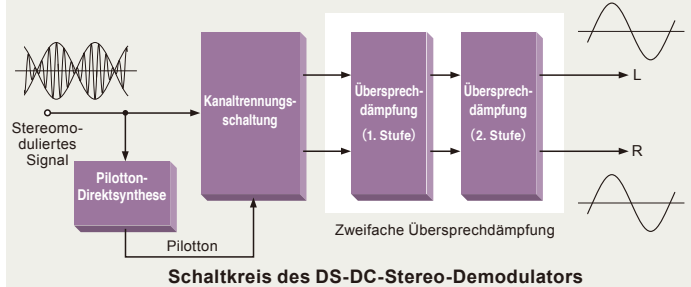 Stereomo-
duliertes
Signal
Pilotton-
Direktsynthese
Pilotton
Kanaltrennungs-
schaltung
Übersprech-
dämpfung
(1. Stufe)
Übersprech-
dämpfung
(2. Stufe)
L
R
Zweifache Übersprechdämpfung
Schaltkreis des DS-DC-Stereo-Demodulators